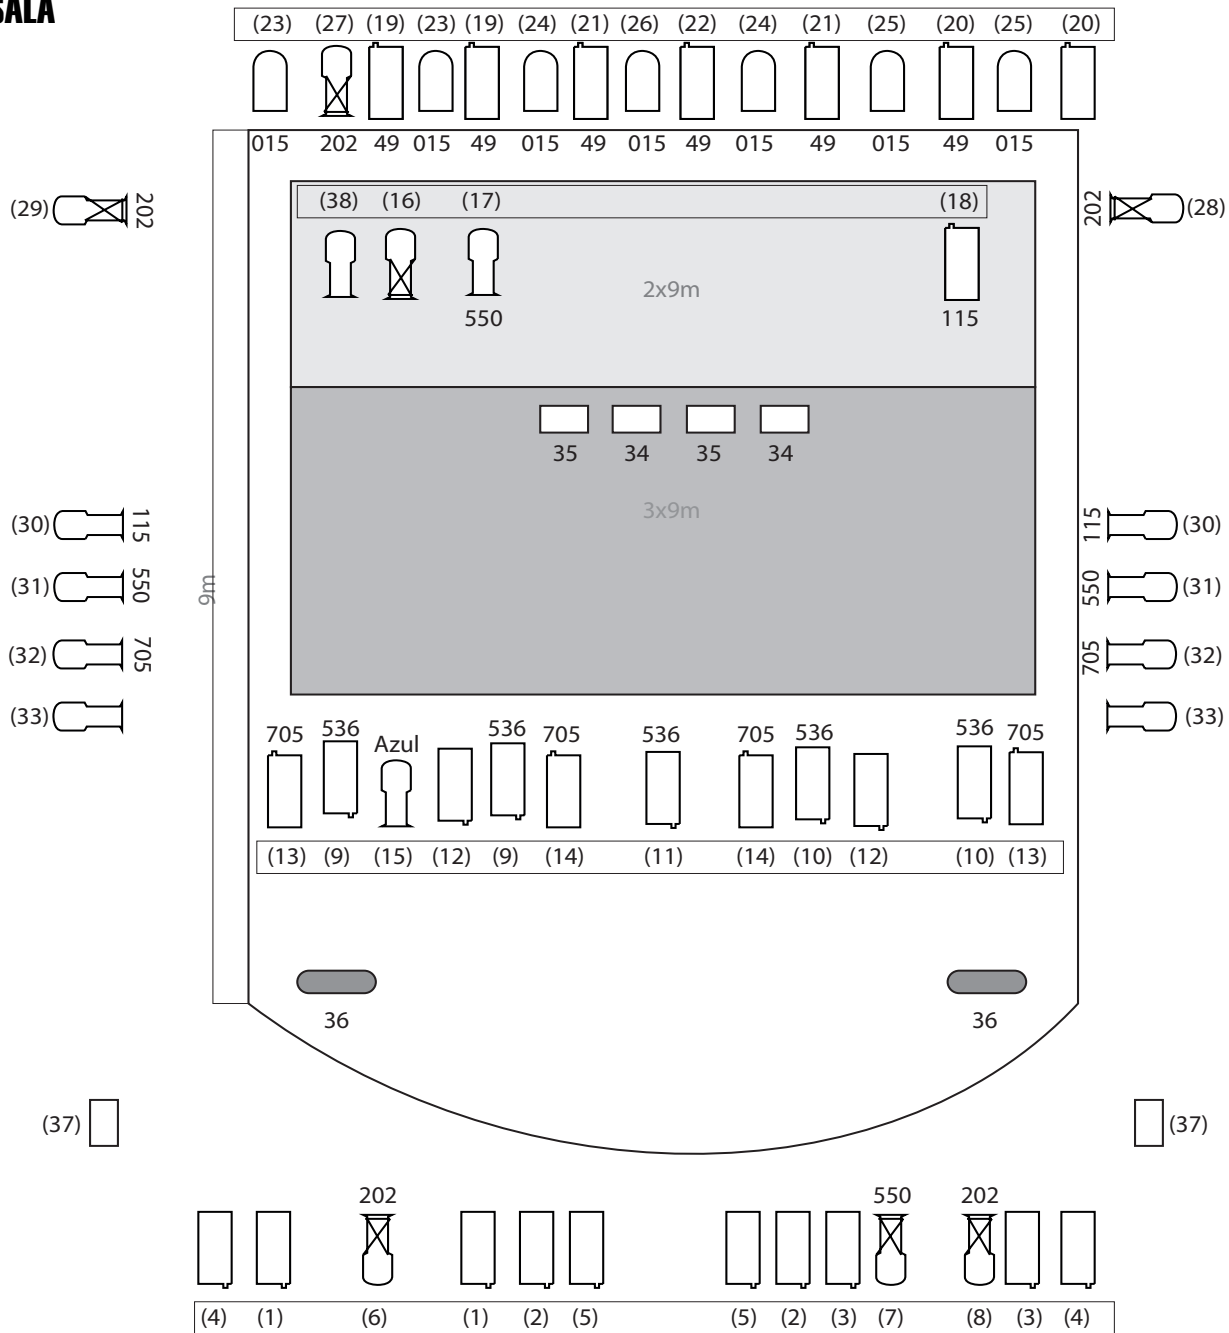 SALA
(23) (27) (19) (23) (19) (24) (21) (26) (22) (24) (21) (25) (20) (25) (20)
015 202 49 015 49 015 49 015 49 015 49 015 49 015
(29) 202
202 (28)
(38) (16) (17) (18)
2x9m
550 115
35 34 35 34
3x9m
(30) 115
115 (30)
(31) 550
550 (31)
9m
(32) 705
705 (32)
(33)
(33)
705 536 Azul 536 705 536 705 536 536 705
(13) (9) (15) (12) (9) (14) (11) (14) (10) (12) (10) (13)
36 36
(37) (37)
202 550 202
(4) (1) (6) (1) (2) (5) (5) (2) (3) (7) (8) (3) (4)